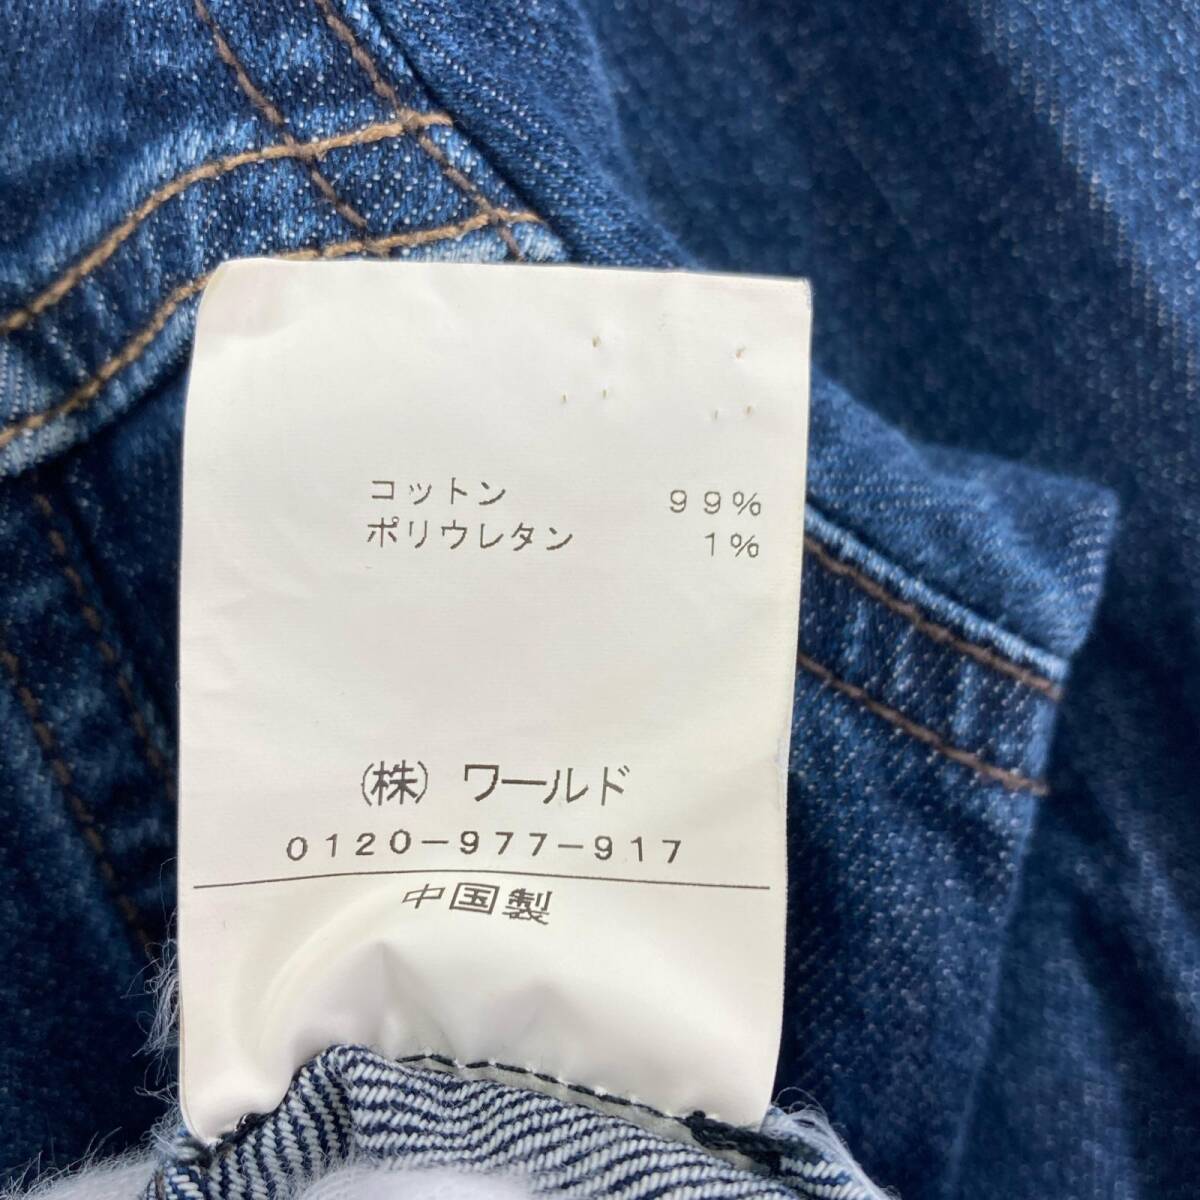 コットン 99%
ポリウレタン 1%
(株) ワールド
0120-977-917
中国製